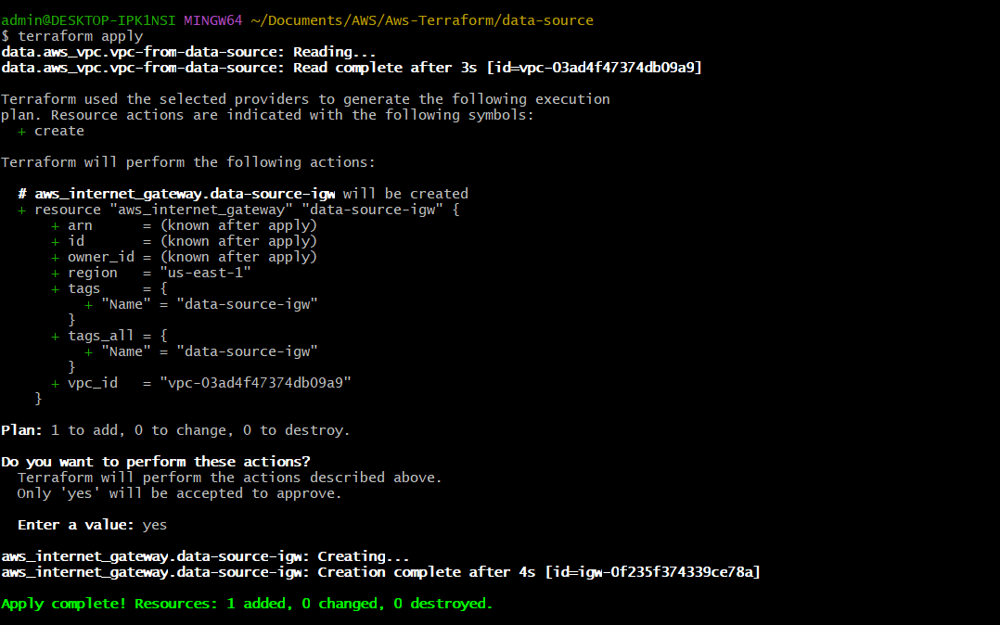 admin@DESKTOP-IPK1NSI MINGW64 ~/Documents/AWS/Aws-Terraform/data-source
$ terraform apply
data.aws_vpc.vpc-from-data-source: Reading...
data.aws_vpc.vpc-from-data-source: Read complete after 3s [id=vpc-03ad4f47374db09a9]

Terraform used the selected providers to generate the following execution
plan. Resource actions are indicated with the following symbols:
  + create

Terraform will perform the following actions:

  # aws_internet_gateway.data-source-igw will be created
  + resource "aws_internet_gateway" "data-source-igw" {
      + arn      = (known after apply)
      + id       = (known after apply)
      + owner_id = (known after apply)
      + region   = "us-east-1"
      + tags     = {
          + "Name" = "data-source-igw"
        }
      + tags_all = {
          + "Name" = "data-source-igw"
        }
      + vpc_id   = "vpc-03ad4f47374db09a9"
    }

Plan: 1 to add, 0 to change, 0 to destroy.

Do you want to perform these actions?
  Terraform will perform the actions described above.
  Only 'yes' will be accepted to approve.

  Enter a value: yes

aws_internet_gateway.data-source-igw: Creating...
aws_internet_gateway.data-source-igw: Creation complete after 4s [id=igw-0f235f374339ce78a]

Apply complete! Resources: 1 added, 0 changed, 0 destroyed.